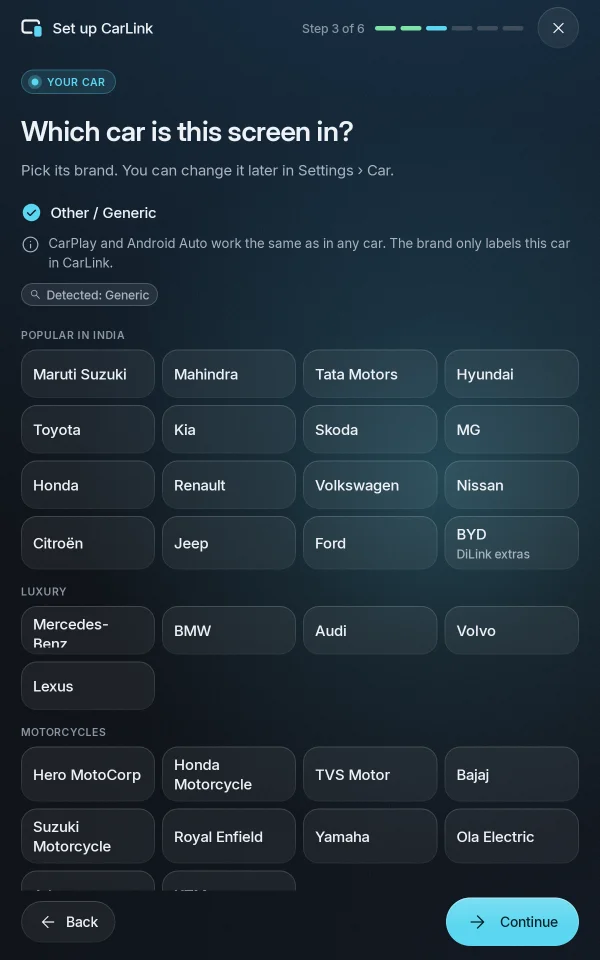 Set up CarLink
Step 3 of 6
YOUR CAR
Which car is this screen in?
Pick its brand. You can change it later in Settings › Car.
Other / Generic
CarPlay and Android Auto work the same as in any car. The brand only labels this car
in CarLink.
Detected: Generic
POPULAR IN INDIA
Maruti Suzuki
Mahindra
Tata Motors
Hyundai
Toyota
Kia
Skoda
MG
Honda
Renault
Volkswagen
Nissan
Citroën
Jeep
Ford
BYD
DiLink extras
LUXURY
Mercedes-
Benz
BMW
Audi
Volvo
Lexus
MOTORCYCLES
Hero MotoCorp
Honda
Motorcycle
TVS Motor
Bajaj
Suzuki
Motorcycle
Royal Enfield
Yamaha
Ola Electric
Back
Continue